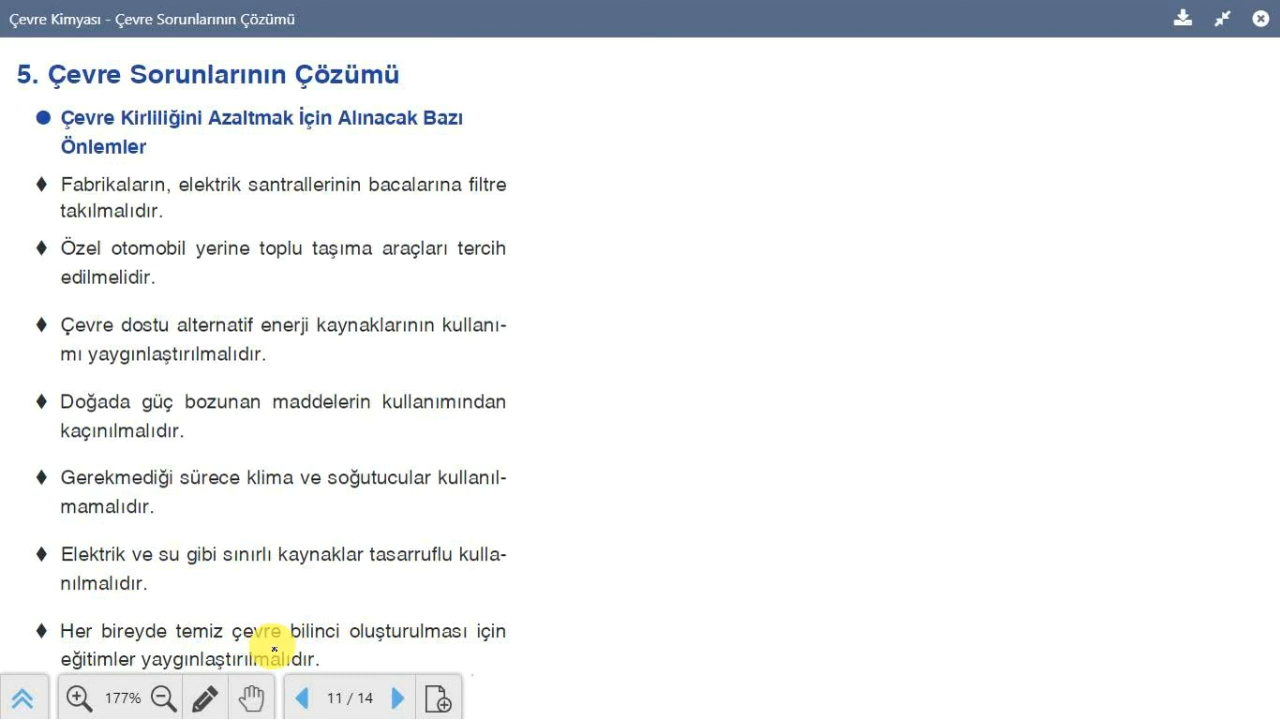 Çevre Kimyası - Çevre Sorunlarının Çözümü
5. Çevre Sorunlarının Çözümü
● Çevre Kirliliğini Azaltmak İçin Alınacak Bazı
Önlemler
♦ Fabrikaların, elektrik santrallerinin bacalarına filtre
takılmalıdır.
♦ Özel otomobil yerine toplu taşıma araçları tercih
edilmelidir.
♦ Çevre dostu alternatif enerji kaynaklarının kullanı-
mı yaygınlaştırılmalıdır.
♦ Doğada güç bozunan maddelerin kullanımından
kaçınılmalıdır.
♦ Gerekmediği sürece klima ve soğutucular kullanıl-
mamalıdır.
♦ Elektrik ve su gibi sınırlı kaynaklar tasarruflu kulla-
nılmalıdır.
♦ Her bireyde temiz çevre bilinci oluşturulması için
eğitimler yaygınlaştırılmalıdır.
177% 11 / 14